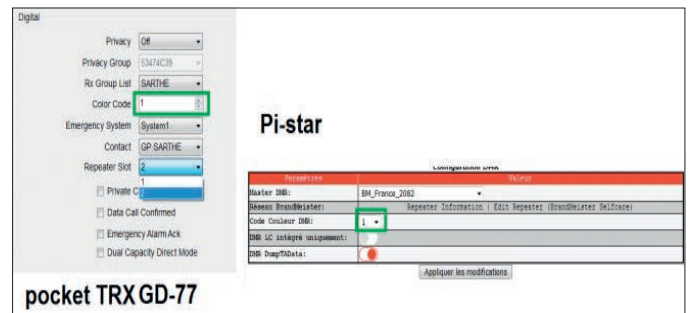 Digital
Privacy Off
Privacy Group 53474C39
Rx Group List SARTHE
Color Code 1
Emergency System System1
Contact GP SARTHE
Repeater Slot 2
1
Private C
Data Call Confirmed
Emergency Alarm Ack
Dual Capacity Direct Mode
pocket TRX GD-77
Pi-star
Paramètres Valeur
Master DMR: BM_France_2082
Réseau BrandMeister: Repeater Information | Edit Repeater (BrandMeister Selfcare)
Code Couleur DMR: 1
DMR LC intégré uniquement:
DMR DumpTAData:
Appliquer les modifications